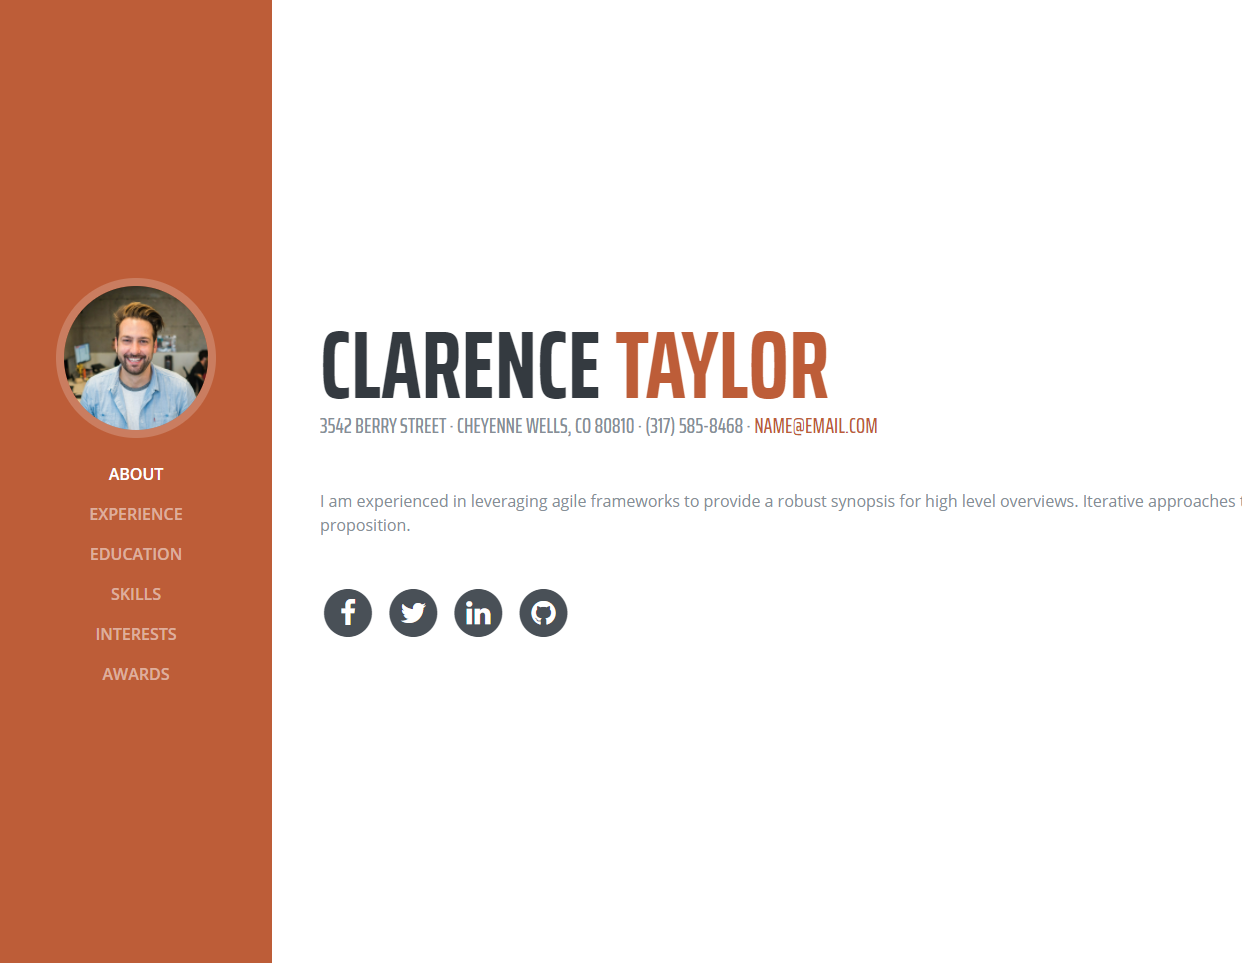 ABOUT
EXPERIENCE
EDUCATION
SKILLS
INTERESTS
AWARDS
CLARENCE TAYLOR
3542 BERRY STREET · CHEYENNE WELLS, CO 80810 · (317) 585-8468 · NAME@EMAIL.COM
I am experienced in leveraging agile frameworks to provide a robust synopsis for high level overviews. Iterative approaches
proposition.